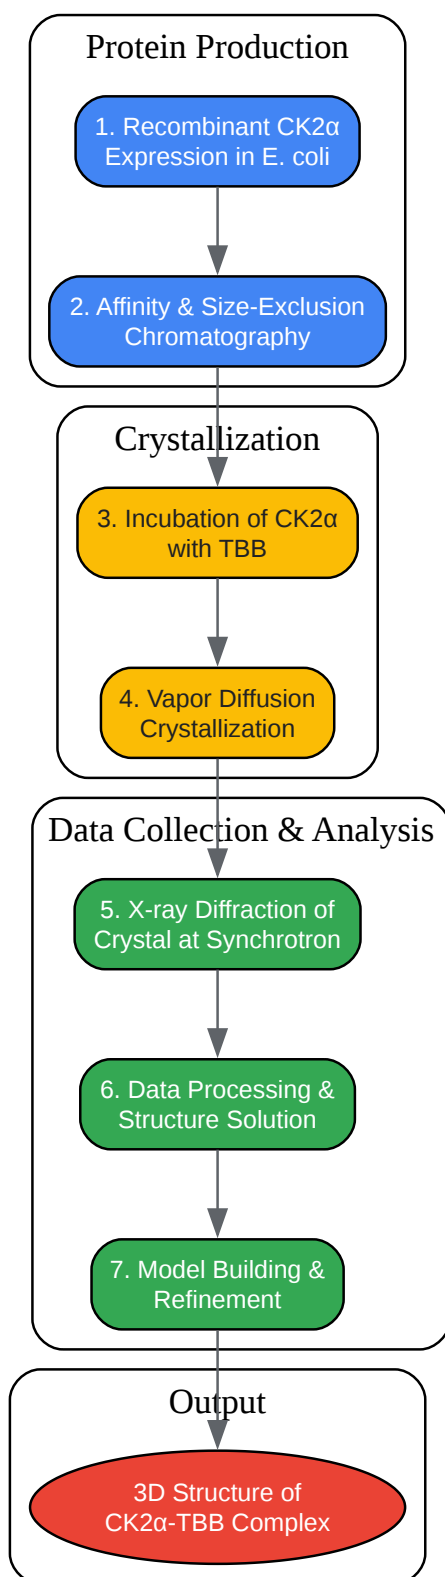 Protein Production
1. Recombinant CK2α
Expression in E. coli
2. Affinity & Size-Exclusion
Chromatography
Crystallization
3. Incubation of CK2α
with TBB
4. Vapor Diffusion
Crystallization
Data Collection & Analysis
5. X-ray Diffraction of
Crystal at Synchrotron
6. Data Processing &
Structure Solution
7. Model Building &
Refinement
Output
3D Structure of
CK2α-TBB Complex